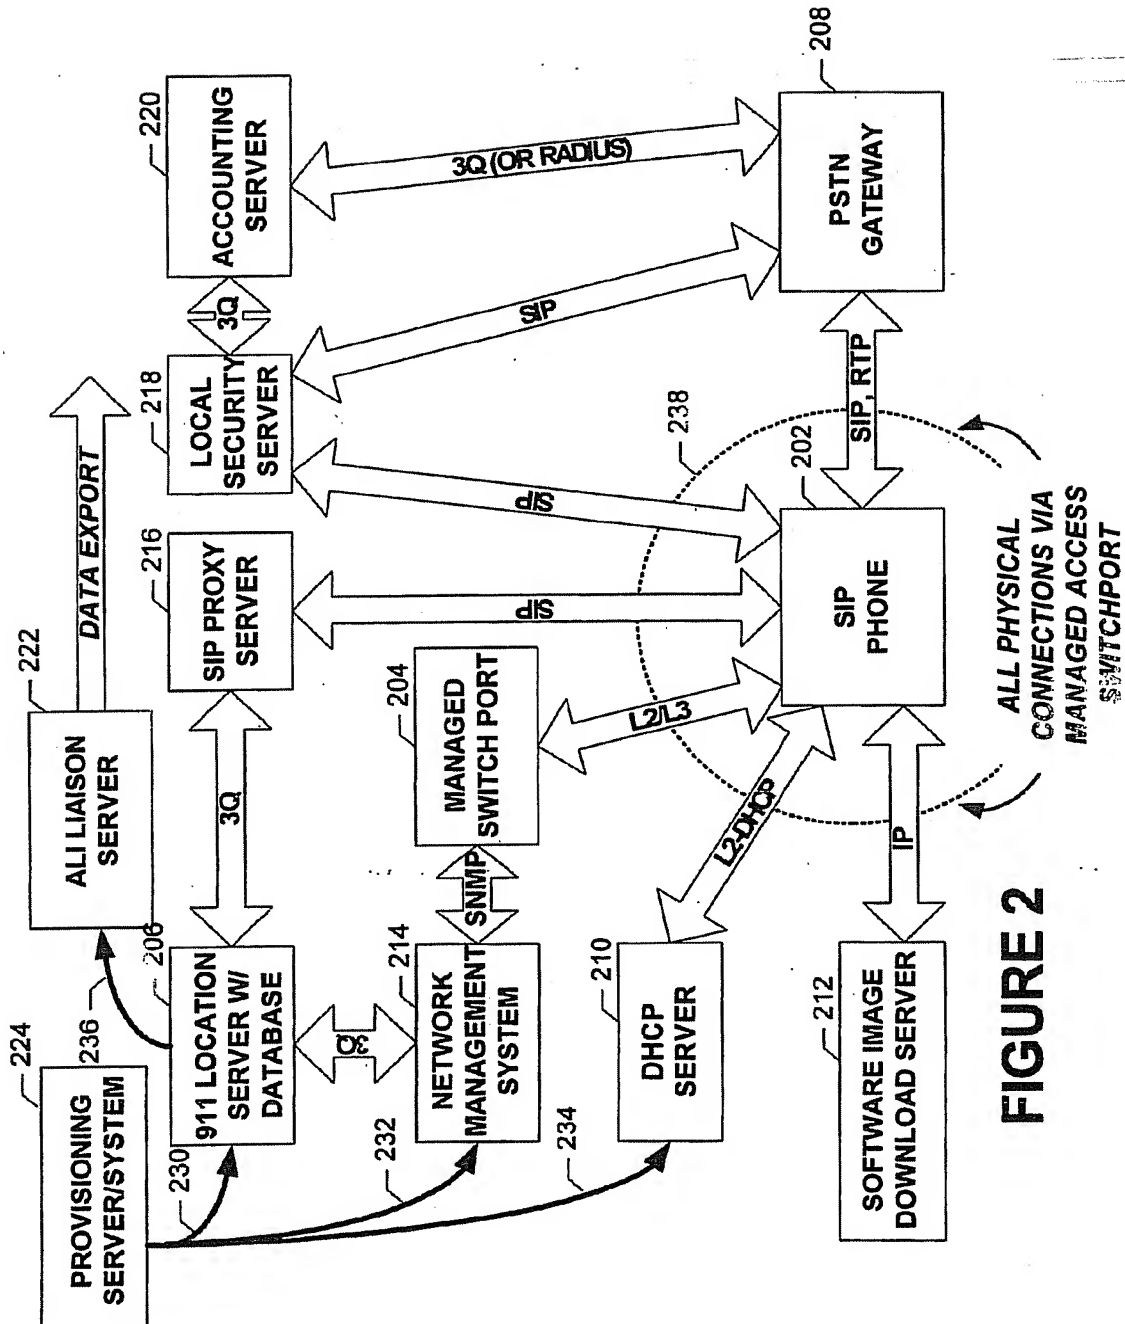 224
PROVISIONING
SERVER/SYSTEM
236
230
232
234
222
ALI LIAISON
SERVER
DATA EXPORT
206
911 LOCATION
SERVER W/
DATABASE
3Q
216
SIP PROXY
SERVER
218
LOCAL
SECURITY
SERVER
3Q
220
ACCOUNTING
SERVER
3Q
214
NETWORK
MANAGEMENT
SYSTEM
SNMP
204
MANAGED
SWITCH PORT
L2/L3
SIP
SIP
SIP
3Q (OR RADIUS)
210
DHCP
SERVER
L2-DHCP
238
212
SOFTWARE IMAGE
DOWNLOAD SERVER
IP
202
SIP
PHONE
SIP, RTP
208
PSTN
GATEWAY
ALL PHYSICAL
CONNECTIONS VIA
MANAGED ACCESS
SWITCHPORT
FIGURE 2